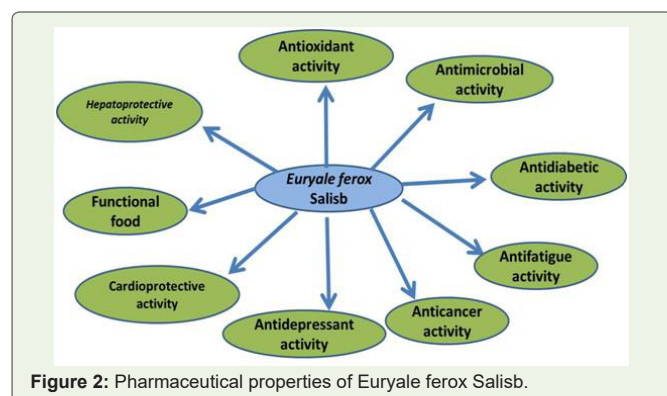 Antioxidant
activity
Antimicrobial
activity
Hepatoprotective
activity
Euryale ferox
Salisb
Antidiabetic
activity
Functional
food
Antifatigue
activity
Cardioprotective
activity
Antidepressant
activity
Anticancer
activity
Figure 2: Pharmaceutical properties of Euryale ferox Salisb.